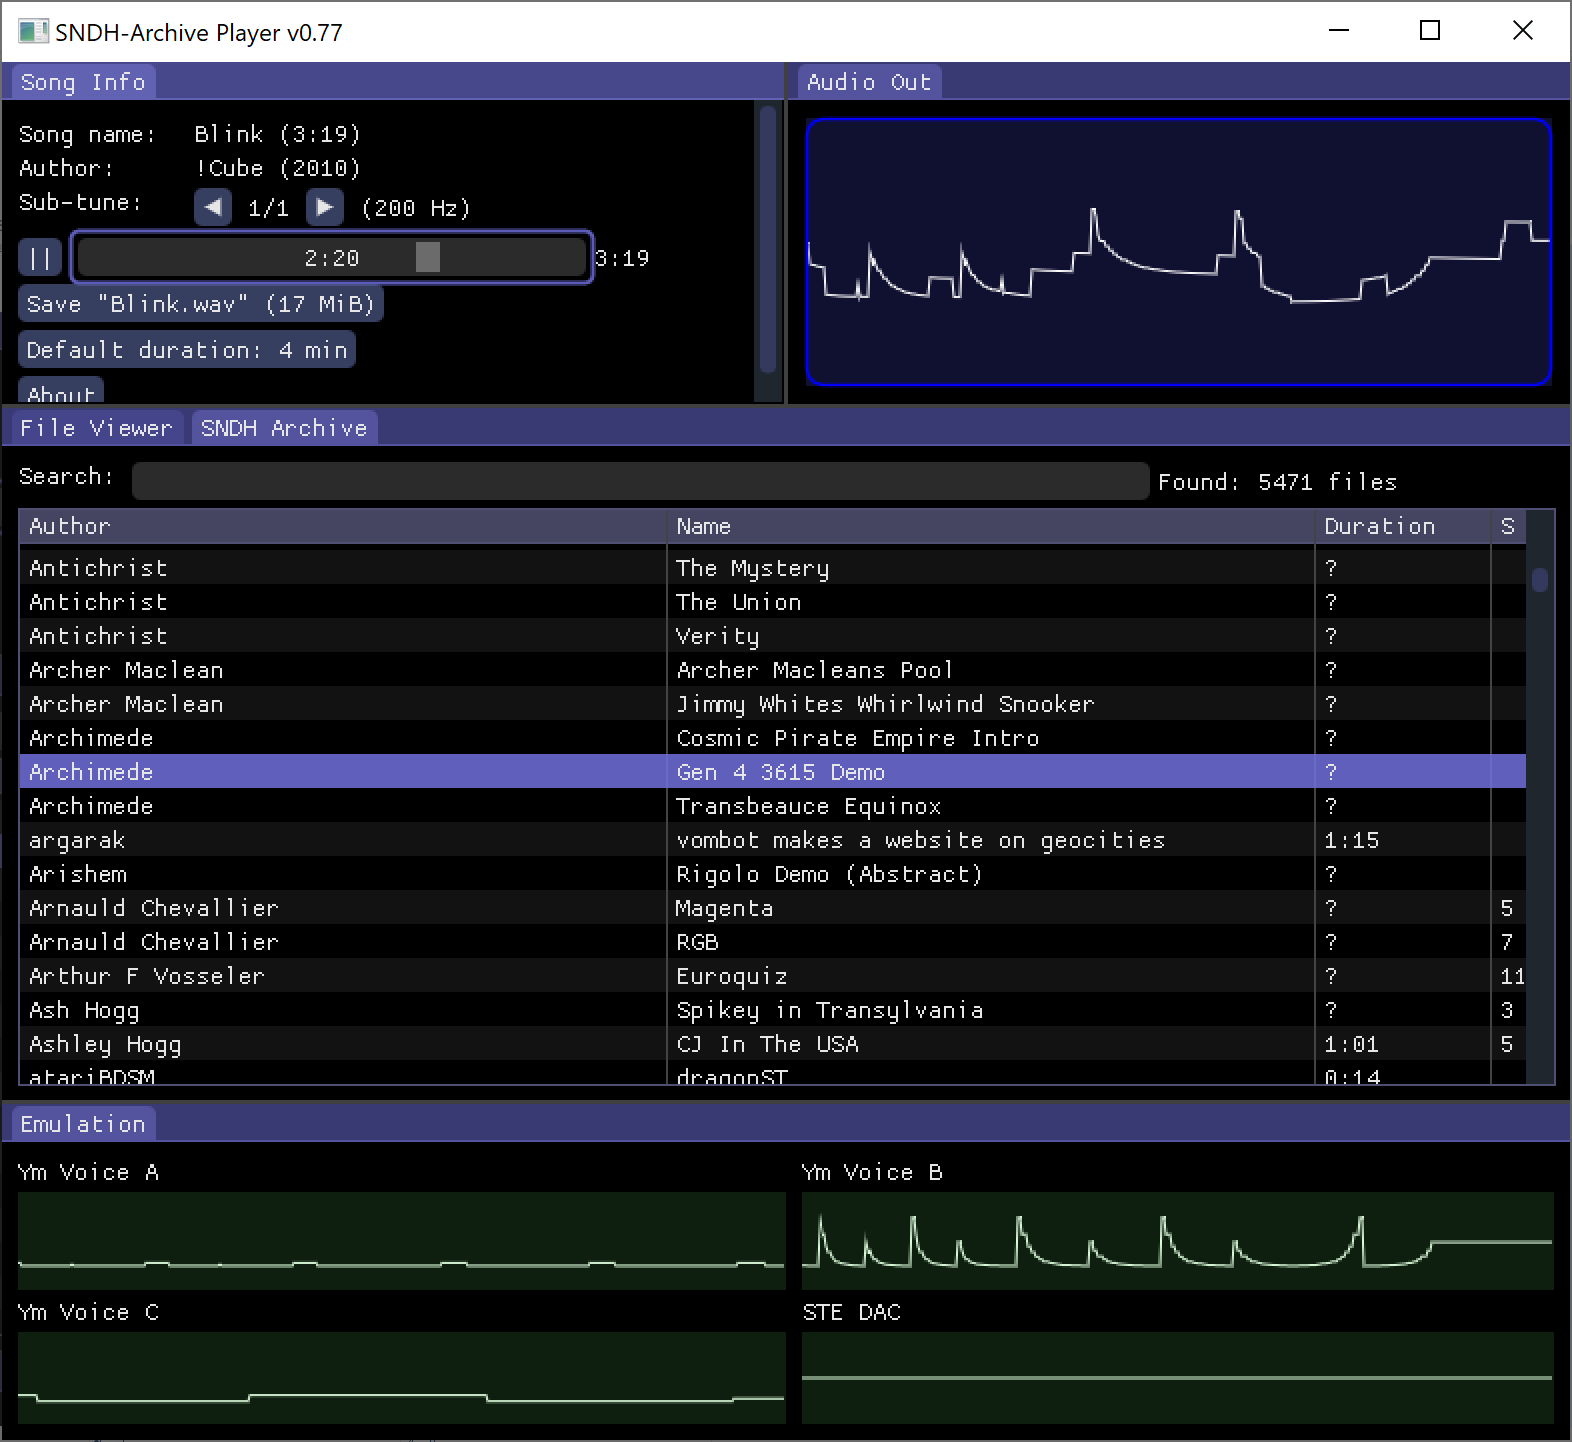 SNDH-Archive Player v0.77
Song Info
Song name: Blink (3:19)
Author: !Cube (2010)
Sub-tune: 1/1 (200 Hz)
2:20 3:19
Save "Blink.wav" (17 MiB)
Default duration: 4 min
About
Audio Out
File Viewer SNDH Archive
Search: Found: 5471 files
Author Name Duration S
Antichrist The Mystery ?
Antichrist The Union ?
Antichrist Verity ?
Archer Maclean Archer Macleans Pool ?
Archer Maclean Jimmy Whites Whirlwind Snooker ?
Archimede Cosmic Pirate Empire Intro ?
Archimede Gen 4 3615 Demo ?
Archimede Transbeauce Equinox ?
argarak vombot makes a website on geocities 1:15
Arishem Rigolo Demo (Abstract) ?
Arnauld Chevallier Magenta ? 5
Arnauld Chevallier RGB ? 7
Arthur F Vosseler Euroquiz ? 11
Ash Hogg Spikey in Transylvania ? 3
Ashley Hogg CJ In The USA 1:01 5
atariBDSM dragonST 0:14
Emulation
Ym Voice A
Ym Voice B
Ym Voice C
STE DAC